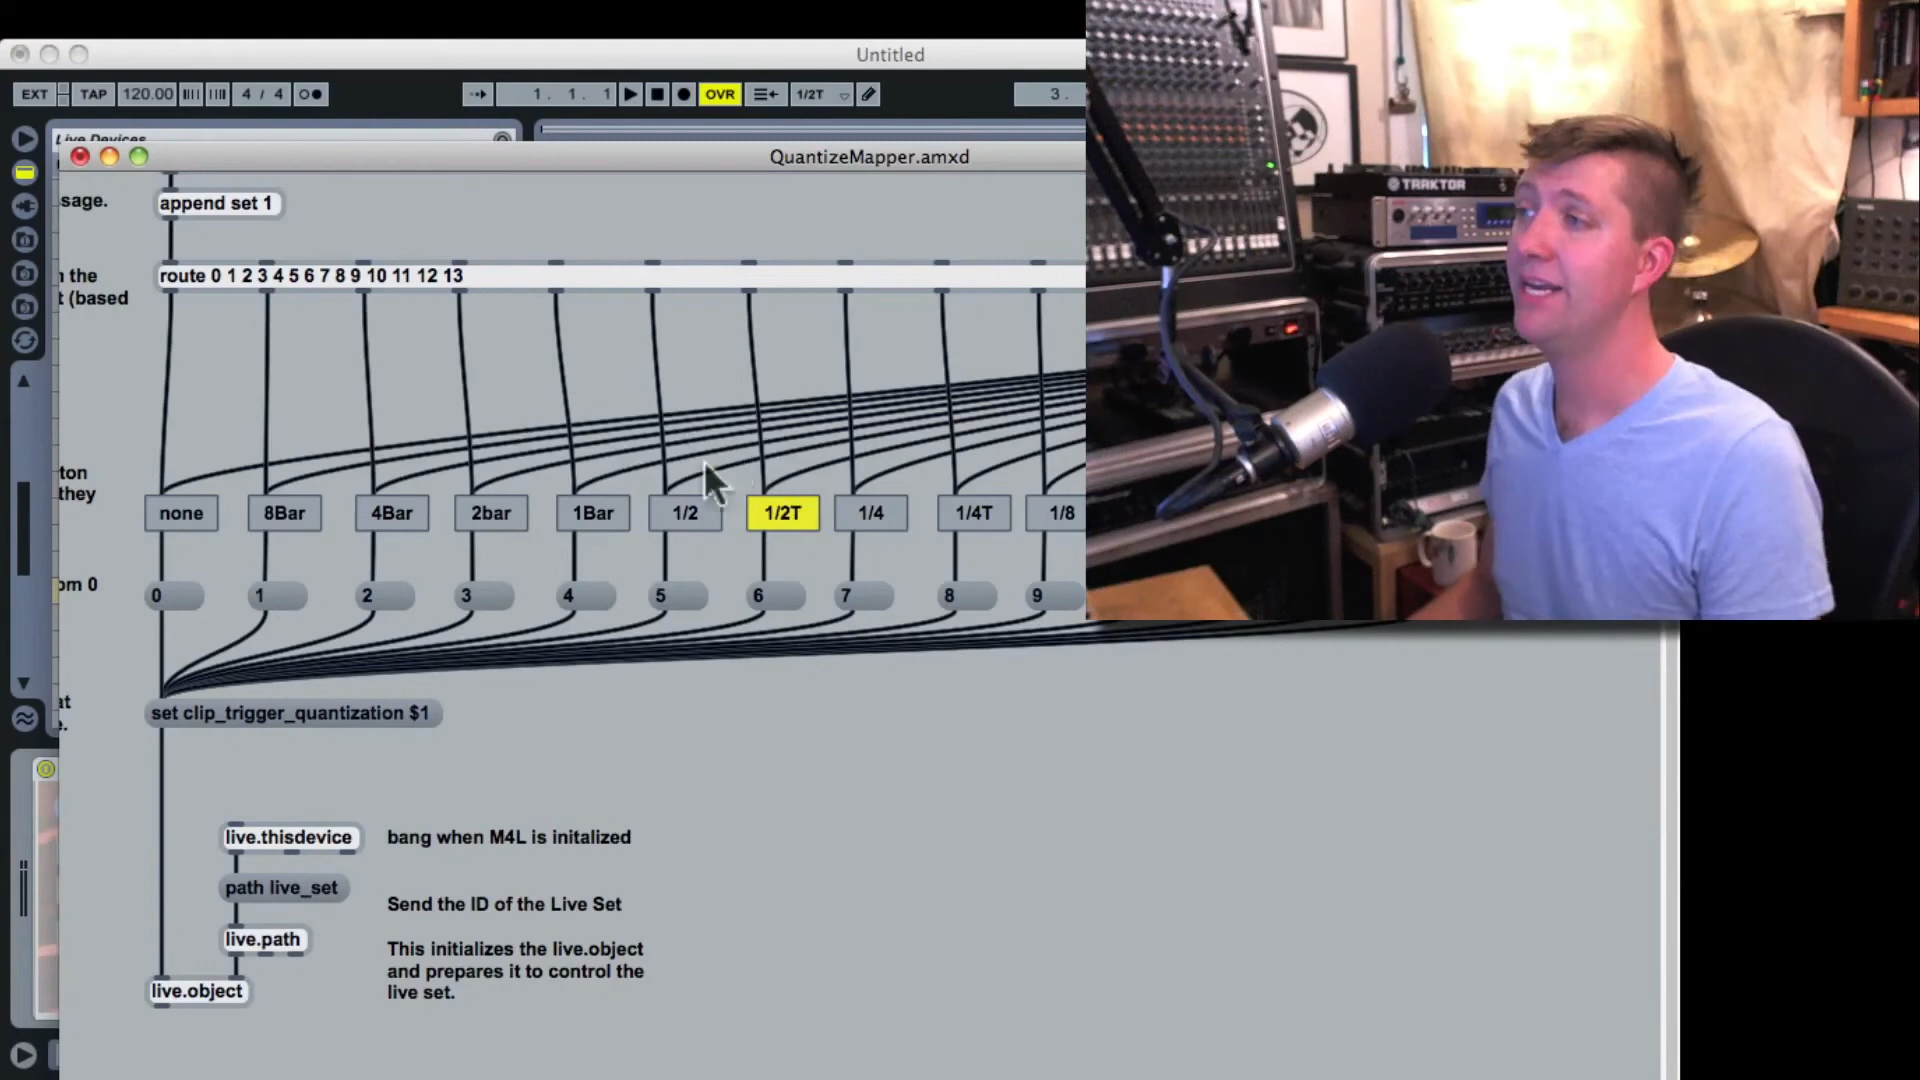 Untitled
EXT TAP 120.00 4 / 4 1. 1. 1 OVR 1/2T 3.
Live Devices
QuantizeMapper.amxd
TRAKTOR
ssage.
append set 1
n the
t (based
route 0 1 2 3 4 5 6 7 8 9 10 11 12 13
ton
they
none 8Bar 4Bar 2bar 1Bar 1/2 1/2T 1/4 1/4T 1/8
om 0
0 1 2 3 4 5 6 7 8 9
at
e.
set clip_trigger_quantization $1
live.thisdevice
bang when M4L is initalized
path live_set
Send the ID of the Live Set
live.path
This initializes the live.object
and prepares it to control the
live set.
live.object